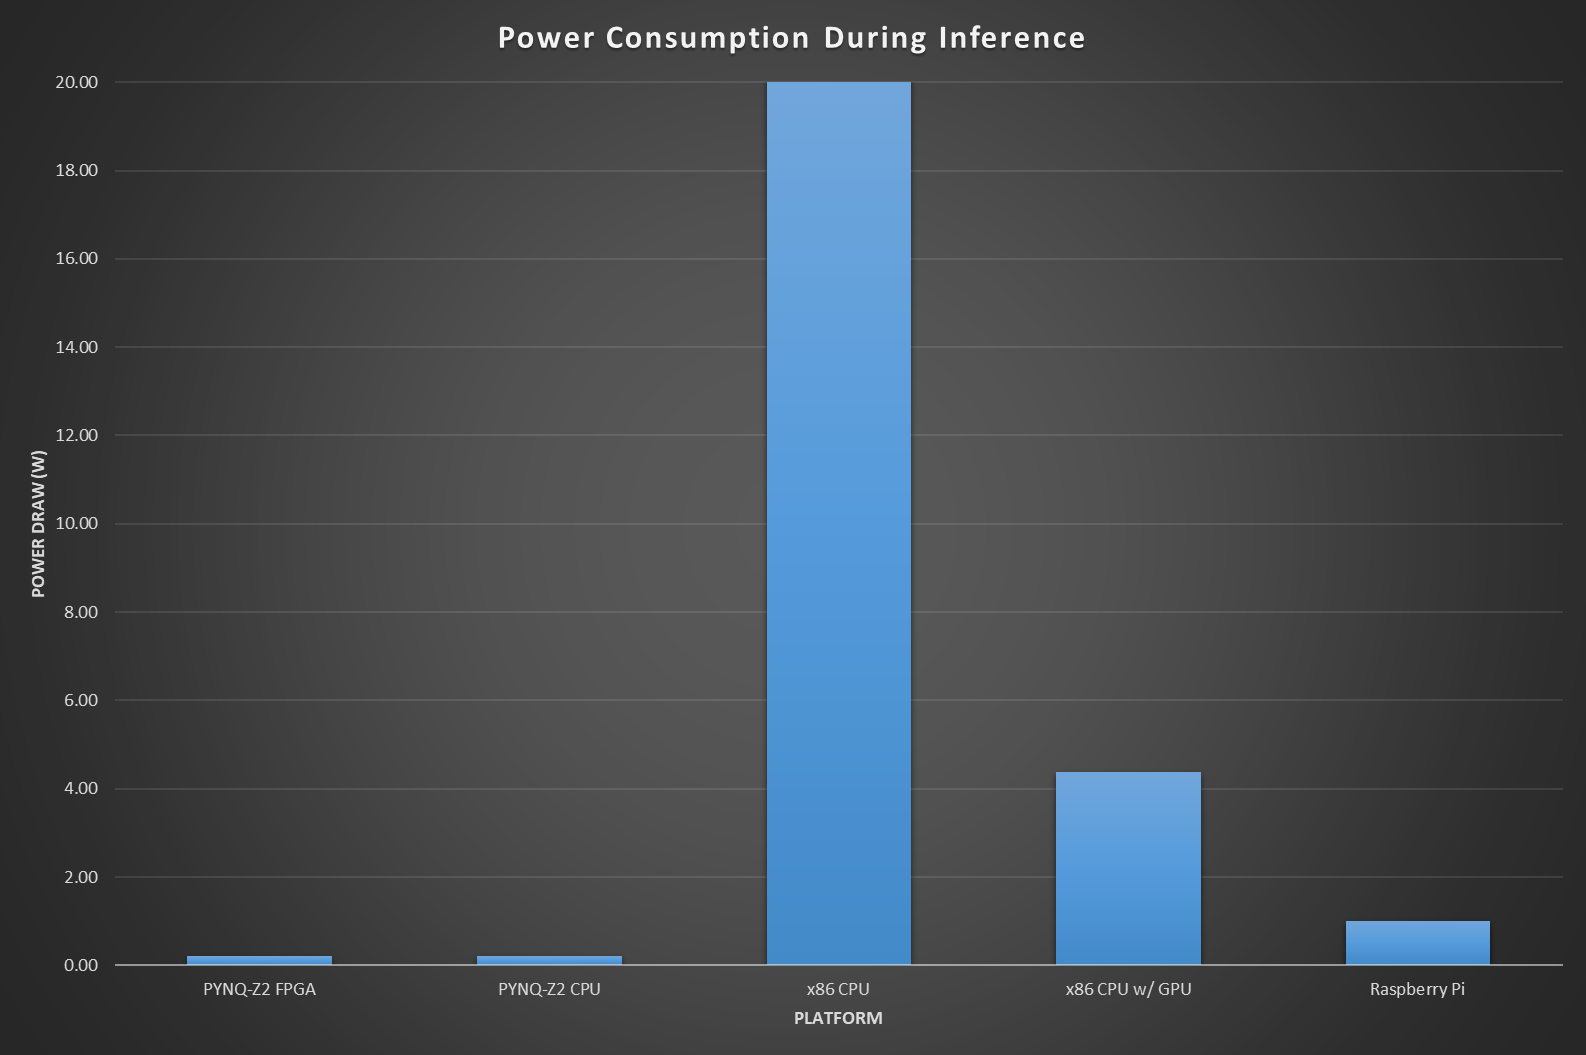 Power Consumption During Inference
20.00
18.00
16.00
14.00
12.00
10.00
8.00
6.00
4.00
2.00
0.00
POWER DRAW (W)
PYNQ-Z2 FPGA
PYNQ-Z2 CPU
x86 CPU
x86 CPU w/ GPU
Raspberry Pi
PLATFORM